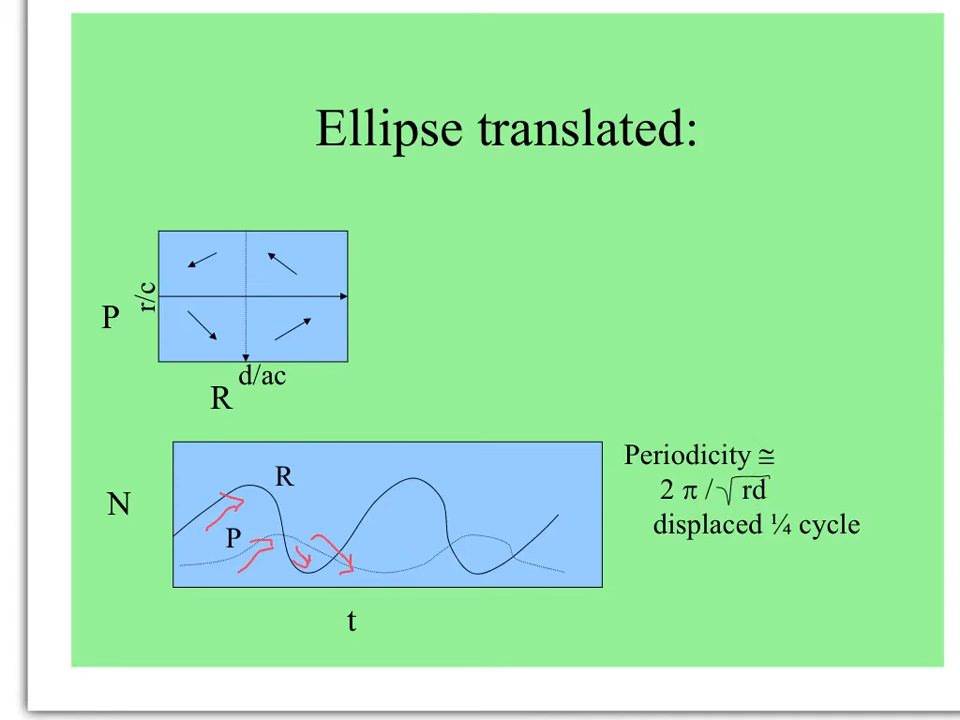 Ellipse translated:
r/c
P
d/ac
R
R
P
N
t
Periodicity ≅
2 π / √rd
displaced ¼ cycle